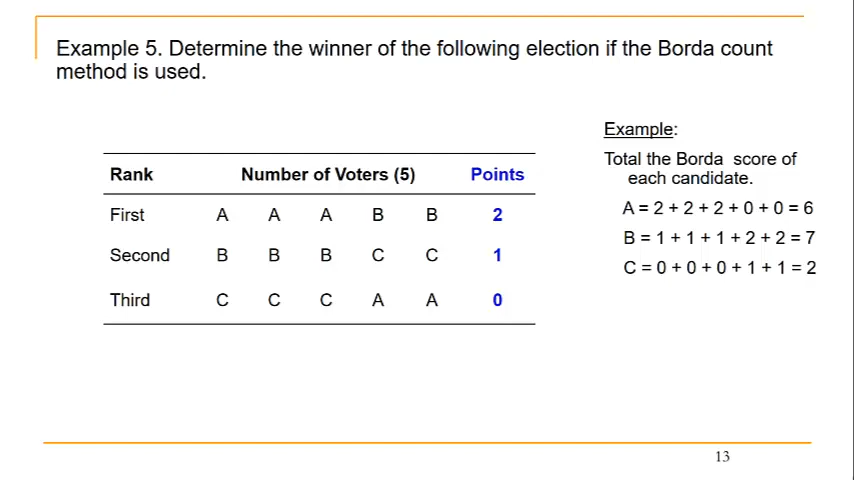 Example 5. Determine the winner of the following election if the Borda count
method is used.
Example:
Total the Borda score of
each candidate.
A = 2 + 2 + 2 + 0 + 0 = 6
B = 1 + 1 + 1 + 2 + 2 = 7
C = 0 + 0 + 0 + 1 + 1 = 2
Rank Number of Voters (5) Points
First A A A B B 2
Second B B B C C 1
Third C C C A A 0
13